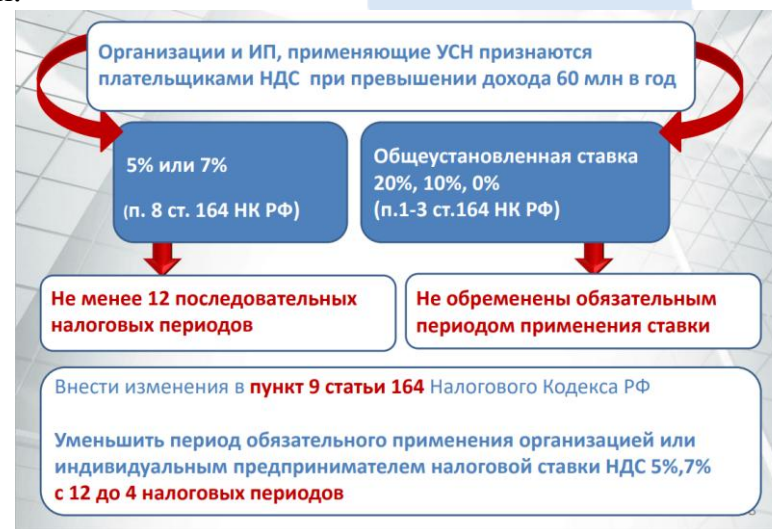 Организации и ИП, применяющие УСН признаются
плательщиками НДС при превышении дохода 60 млн в год
5% или 7%
(п. 8 ст. 164 НК РФ)
Общеустановленная ставка
20%, 10%, 0%
(п.1-3 ст.164 НК РФ)
Не менее 12 последовательных
налоговых периодов
Не обременены обязательным
периодом применения ставки
Внести изменения в пункт 9 статьи 164 Налогового Кодекса РФ
Уменьшить период обязательного применения организацией или
индивидуальным предпринимателем налоговой ставки НДС 5%,7%
с 12 до 4 налоговых периодов